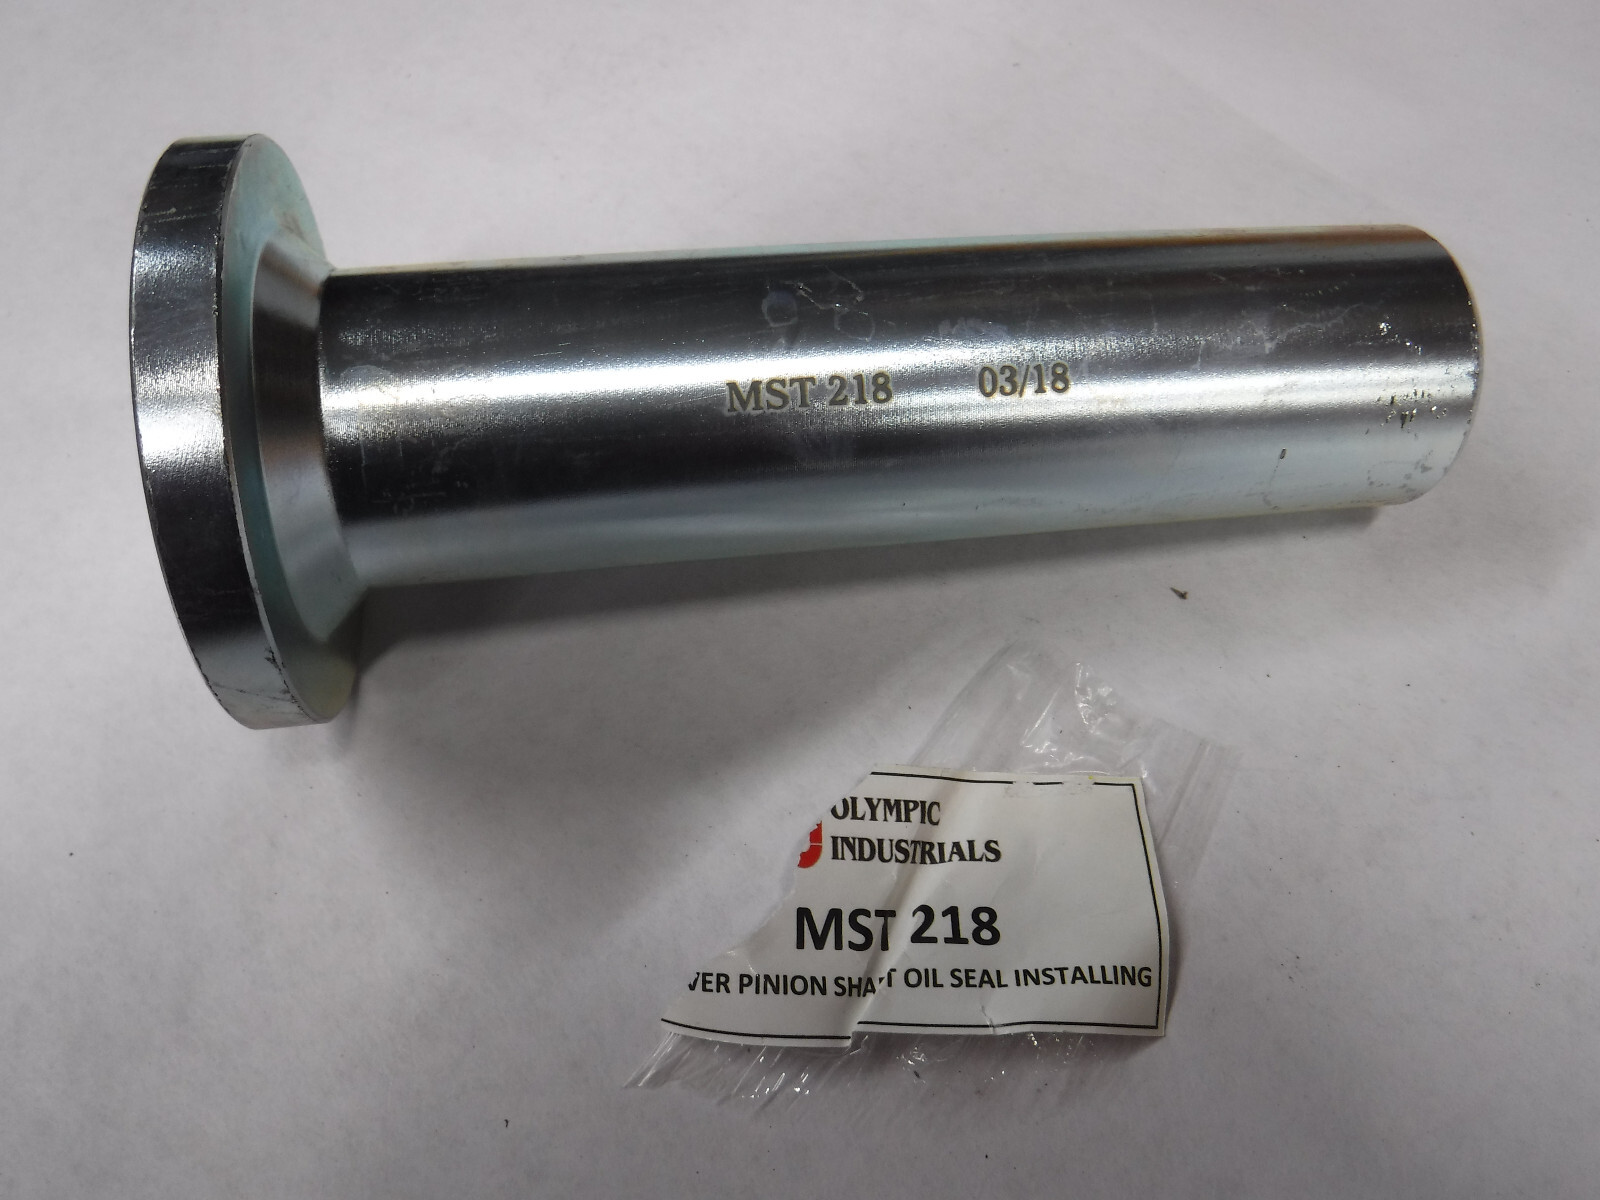 MST 218 03/18
OLYMPIC
INDUSTRIALS
MST 218
VER PINION SHAFT OIL SEAL INSTALLING